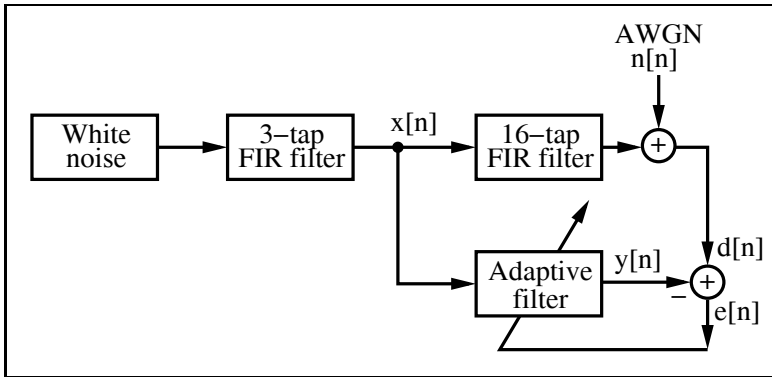 AWGN
n[n]
White
noise
3−tap
FIR filter
x[n]
16−tap
FIR filter
+
d[n]
Adaptive
filter
y[n]
+
−
e[n]